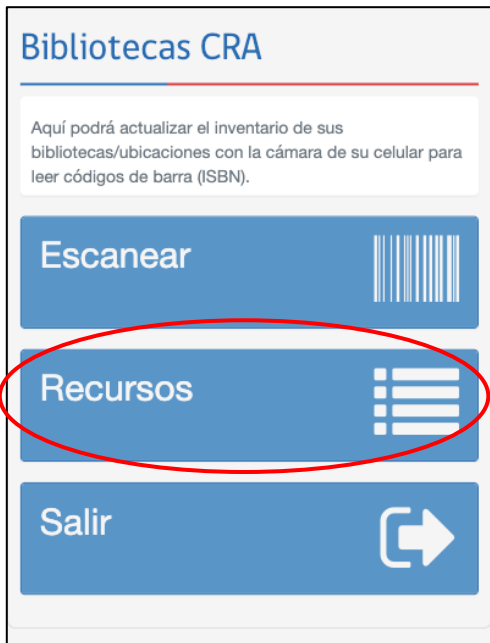 Bibliotecas CRA
Aquí podrá actualizar el inventario de sus
bibliotecas/ubicaciones con la cámara de su celular para
leer códigos de barra (ISBN).
Escanear
Recursos
Salir